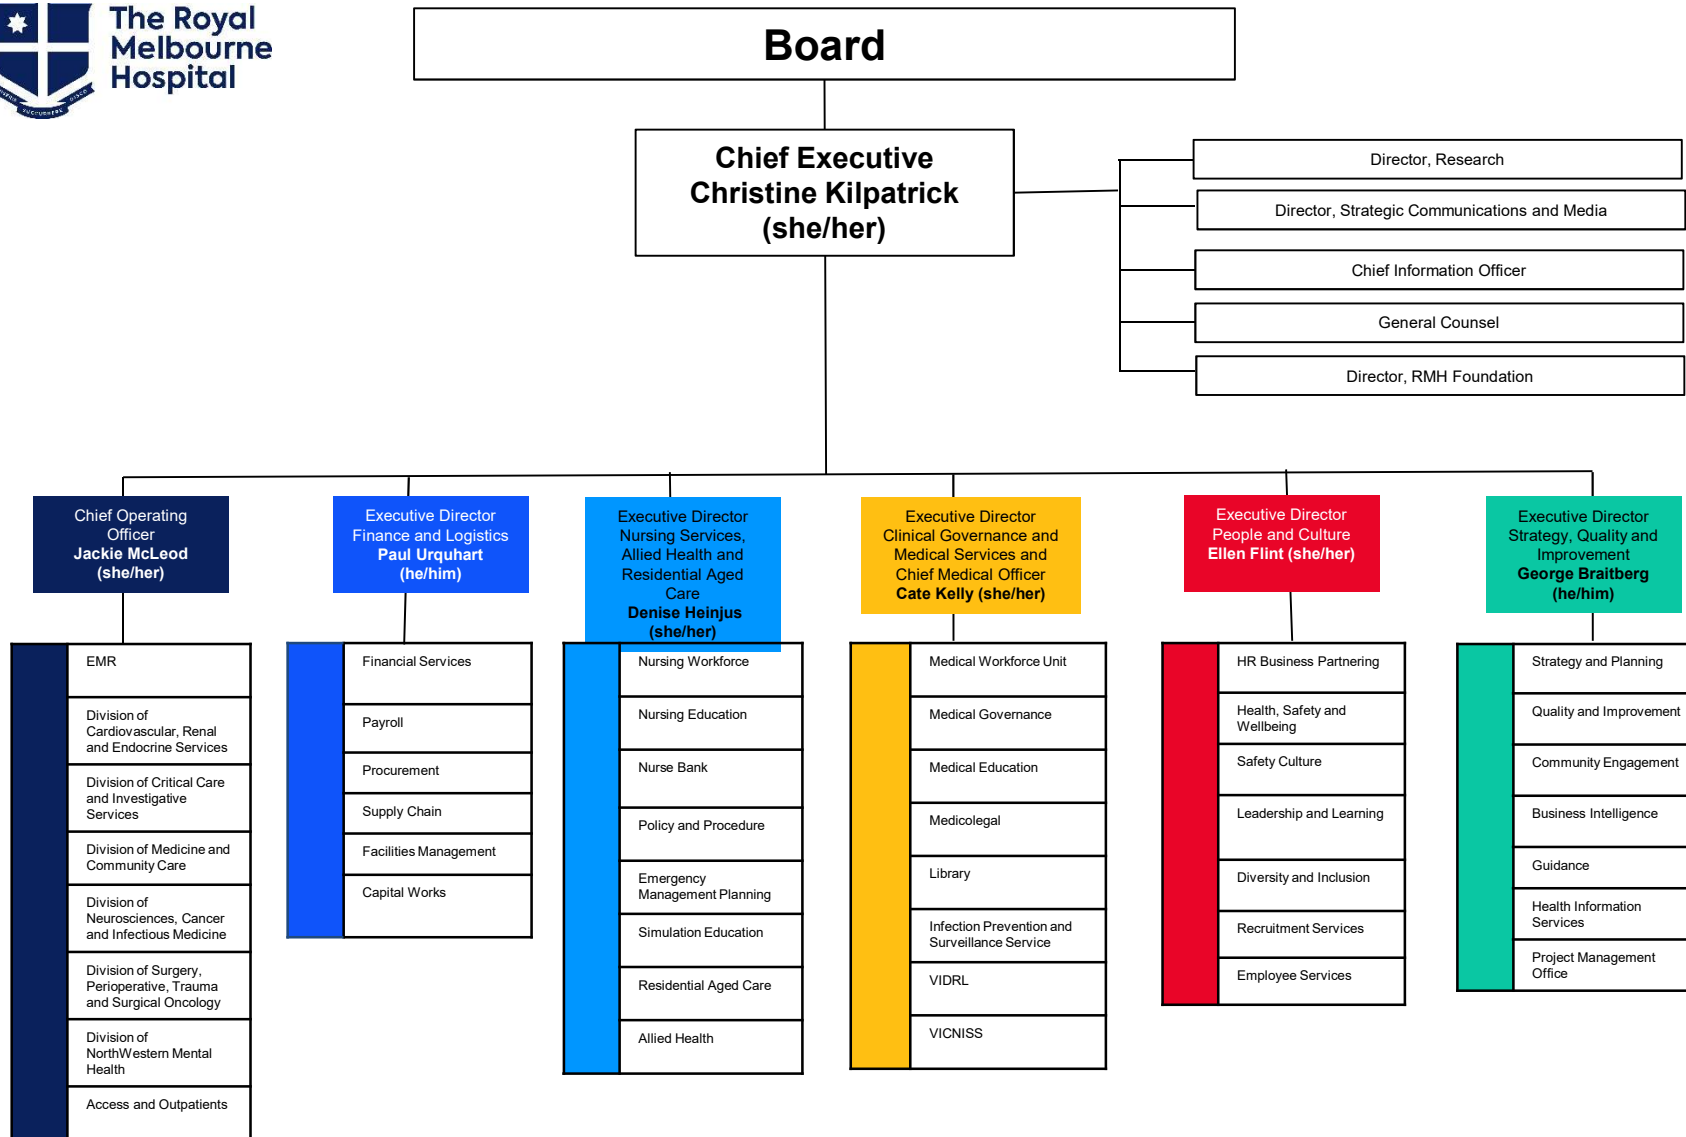 The Royal
Melbourne
Hospital
Board
Chief Executive
Christine Kilpatrick
(she/her)
Director, Research
Director, Strategic Communications and Media
Chief Information Officer
General Counsel
Director, RMH Foundation
Chief Operating
Officer
Jackie McLeod
(she/her)
Executive Director
Finance and Logistics
Paul Urquhart
(he/him)
Executive Director
Nursing Services,
Allied Health and
Residential Aged
Care
Denise Heinjus
(she/her)
Executive Director
Clinical Governance and
Medical Services and
Chief Medical Officer
Cate Kelly (she/her)
Executive Director
People and Culture
Ellen Flint (she/her)
Executive Director
Strategy, Quality and
Improvement
George Braitberg
(he/him)
EMR
Division of
Cardiovascular, Renal
and Endocrine Services
Division of Critical Care
and Investigative
Services
Division of Medicine and
Community Care
Division of
Neurosciences, Cancer
and Infectious Medicine
Division of Surgery,
Perioperative, Trauma
and Surgical Oncology
Division of
NorthWestern Mental
Health
Access and Outpatients
Financial Services
Payroll
Procurement
Supply Chain
Facilities Management
Capital Works
Nursing Workforce
Nursing Education
Nurse Bank
Policy and Procedure
Emergency
Management Planning
Simulation Education
Residential Aged Care
Allied Health
Medical Workforce Unit
Medical Governance
Medical Education
Medicolegal
Library
Infection Prevention and
Surveillance Service
VIDRL
VICNISS
HR Business Partnering
Health, Safety and
Wellbeing
Safety Culture
Leadership and Learning
Diversity and Inclusion
Recruitment Services
Employee Services
Strategy and Planning
Quality and Improvement
Community Engagement
Business Intelligence
Guidance
Health Information
Services
Project Management
Office